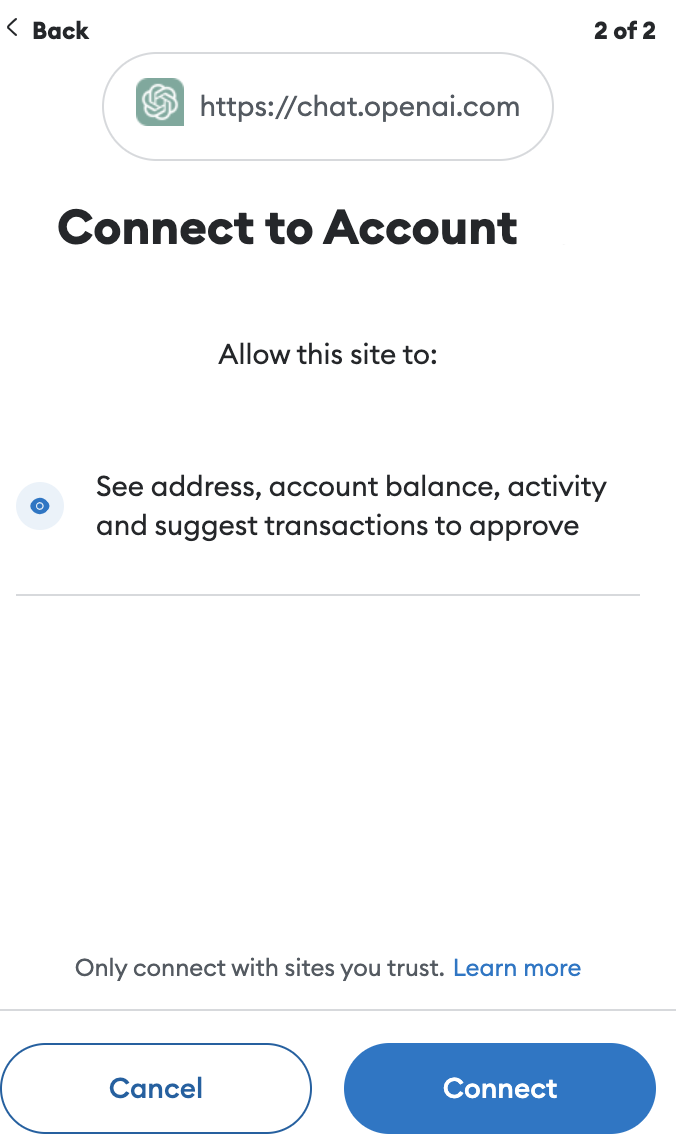 Back
2 of 2
https://chat.openai.com
Connect to Account
Allow this site to:
See address, account balance, activity
and suggest transactions to approve
Only connect with sites you trust. Learn more
Cancel
Connect